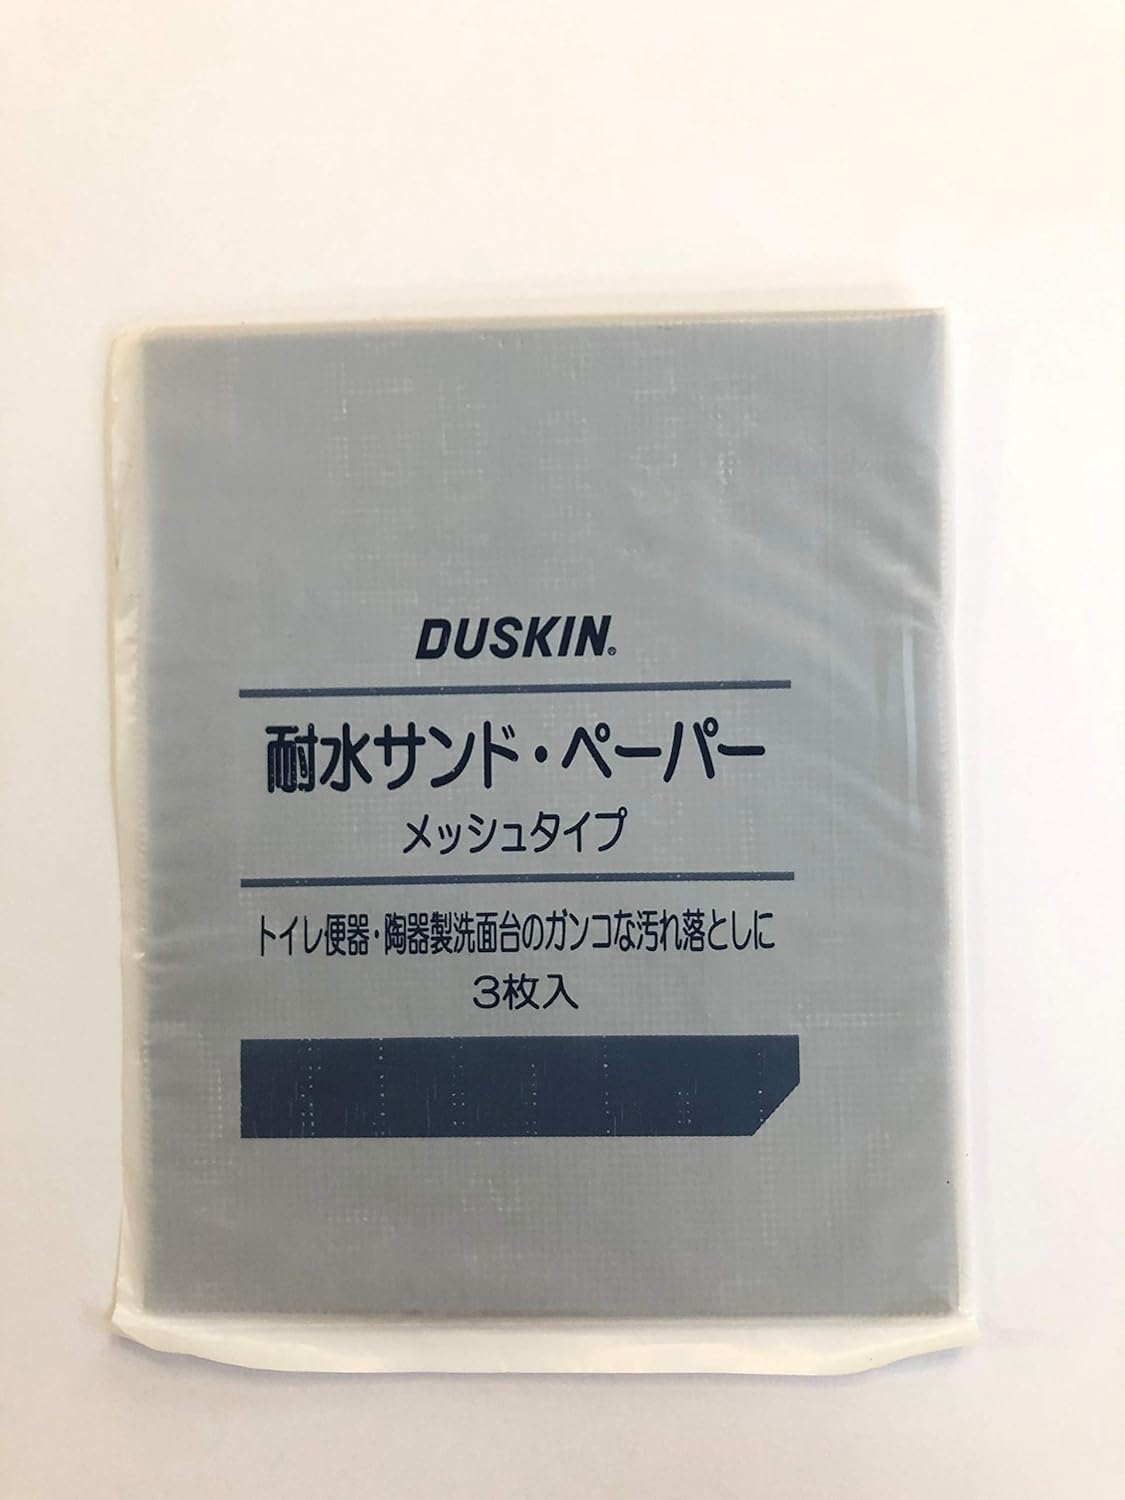 DUSKIN®
耐水サンド・ペーパー
メッシュタイプ
トイレ便器・陶器製洗面台のガンコな汚れ落としに
3枚入